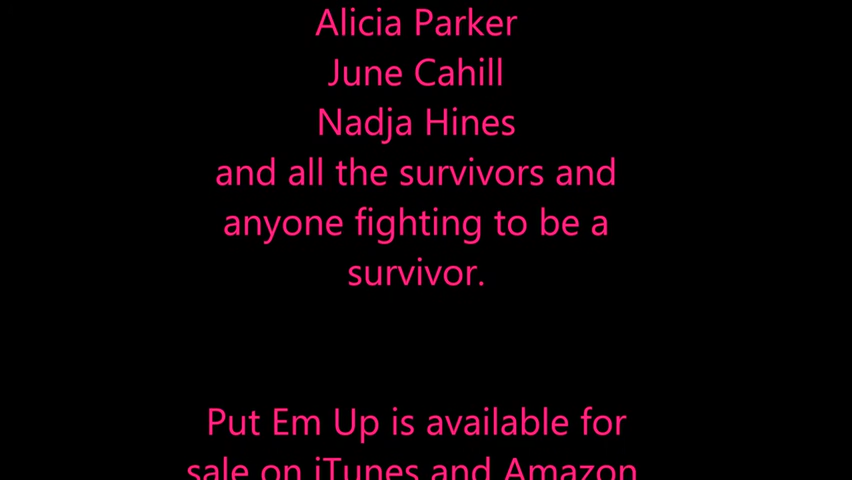 Alicia Parker
June Cahill
Nadja Hines
and all the survivors and
anyone fighting to be a
survivor.
Put Em Up is available for
sale on iTunes and Amazon